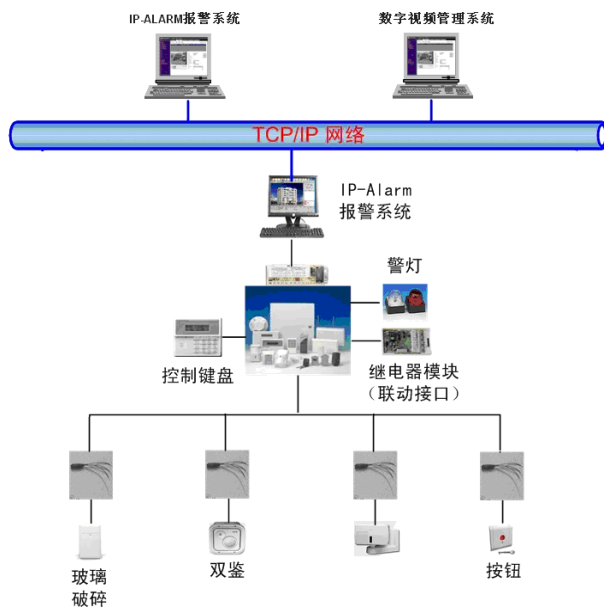 IP-ALARM报警系统
数字视频管理系统
TCP/IP 网络
IP-Alarm
报警系统
警灯
控制键盘
继电器模块
（联动接口）
玻璃
破碎
双鉴
按钮